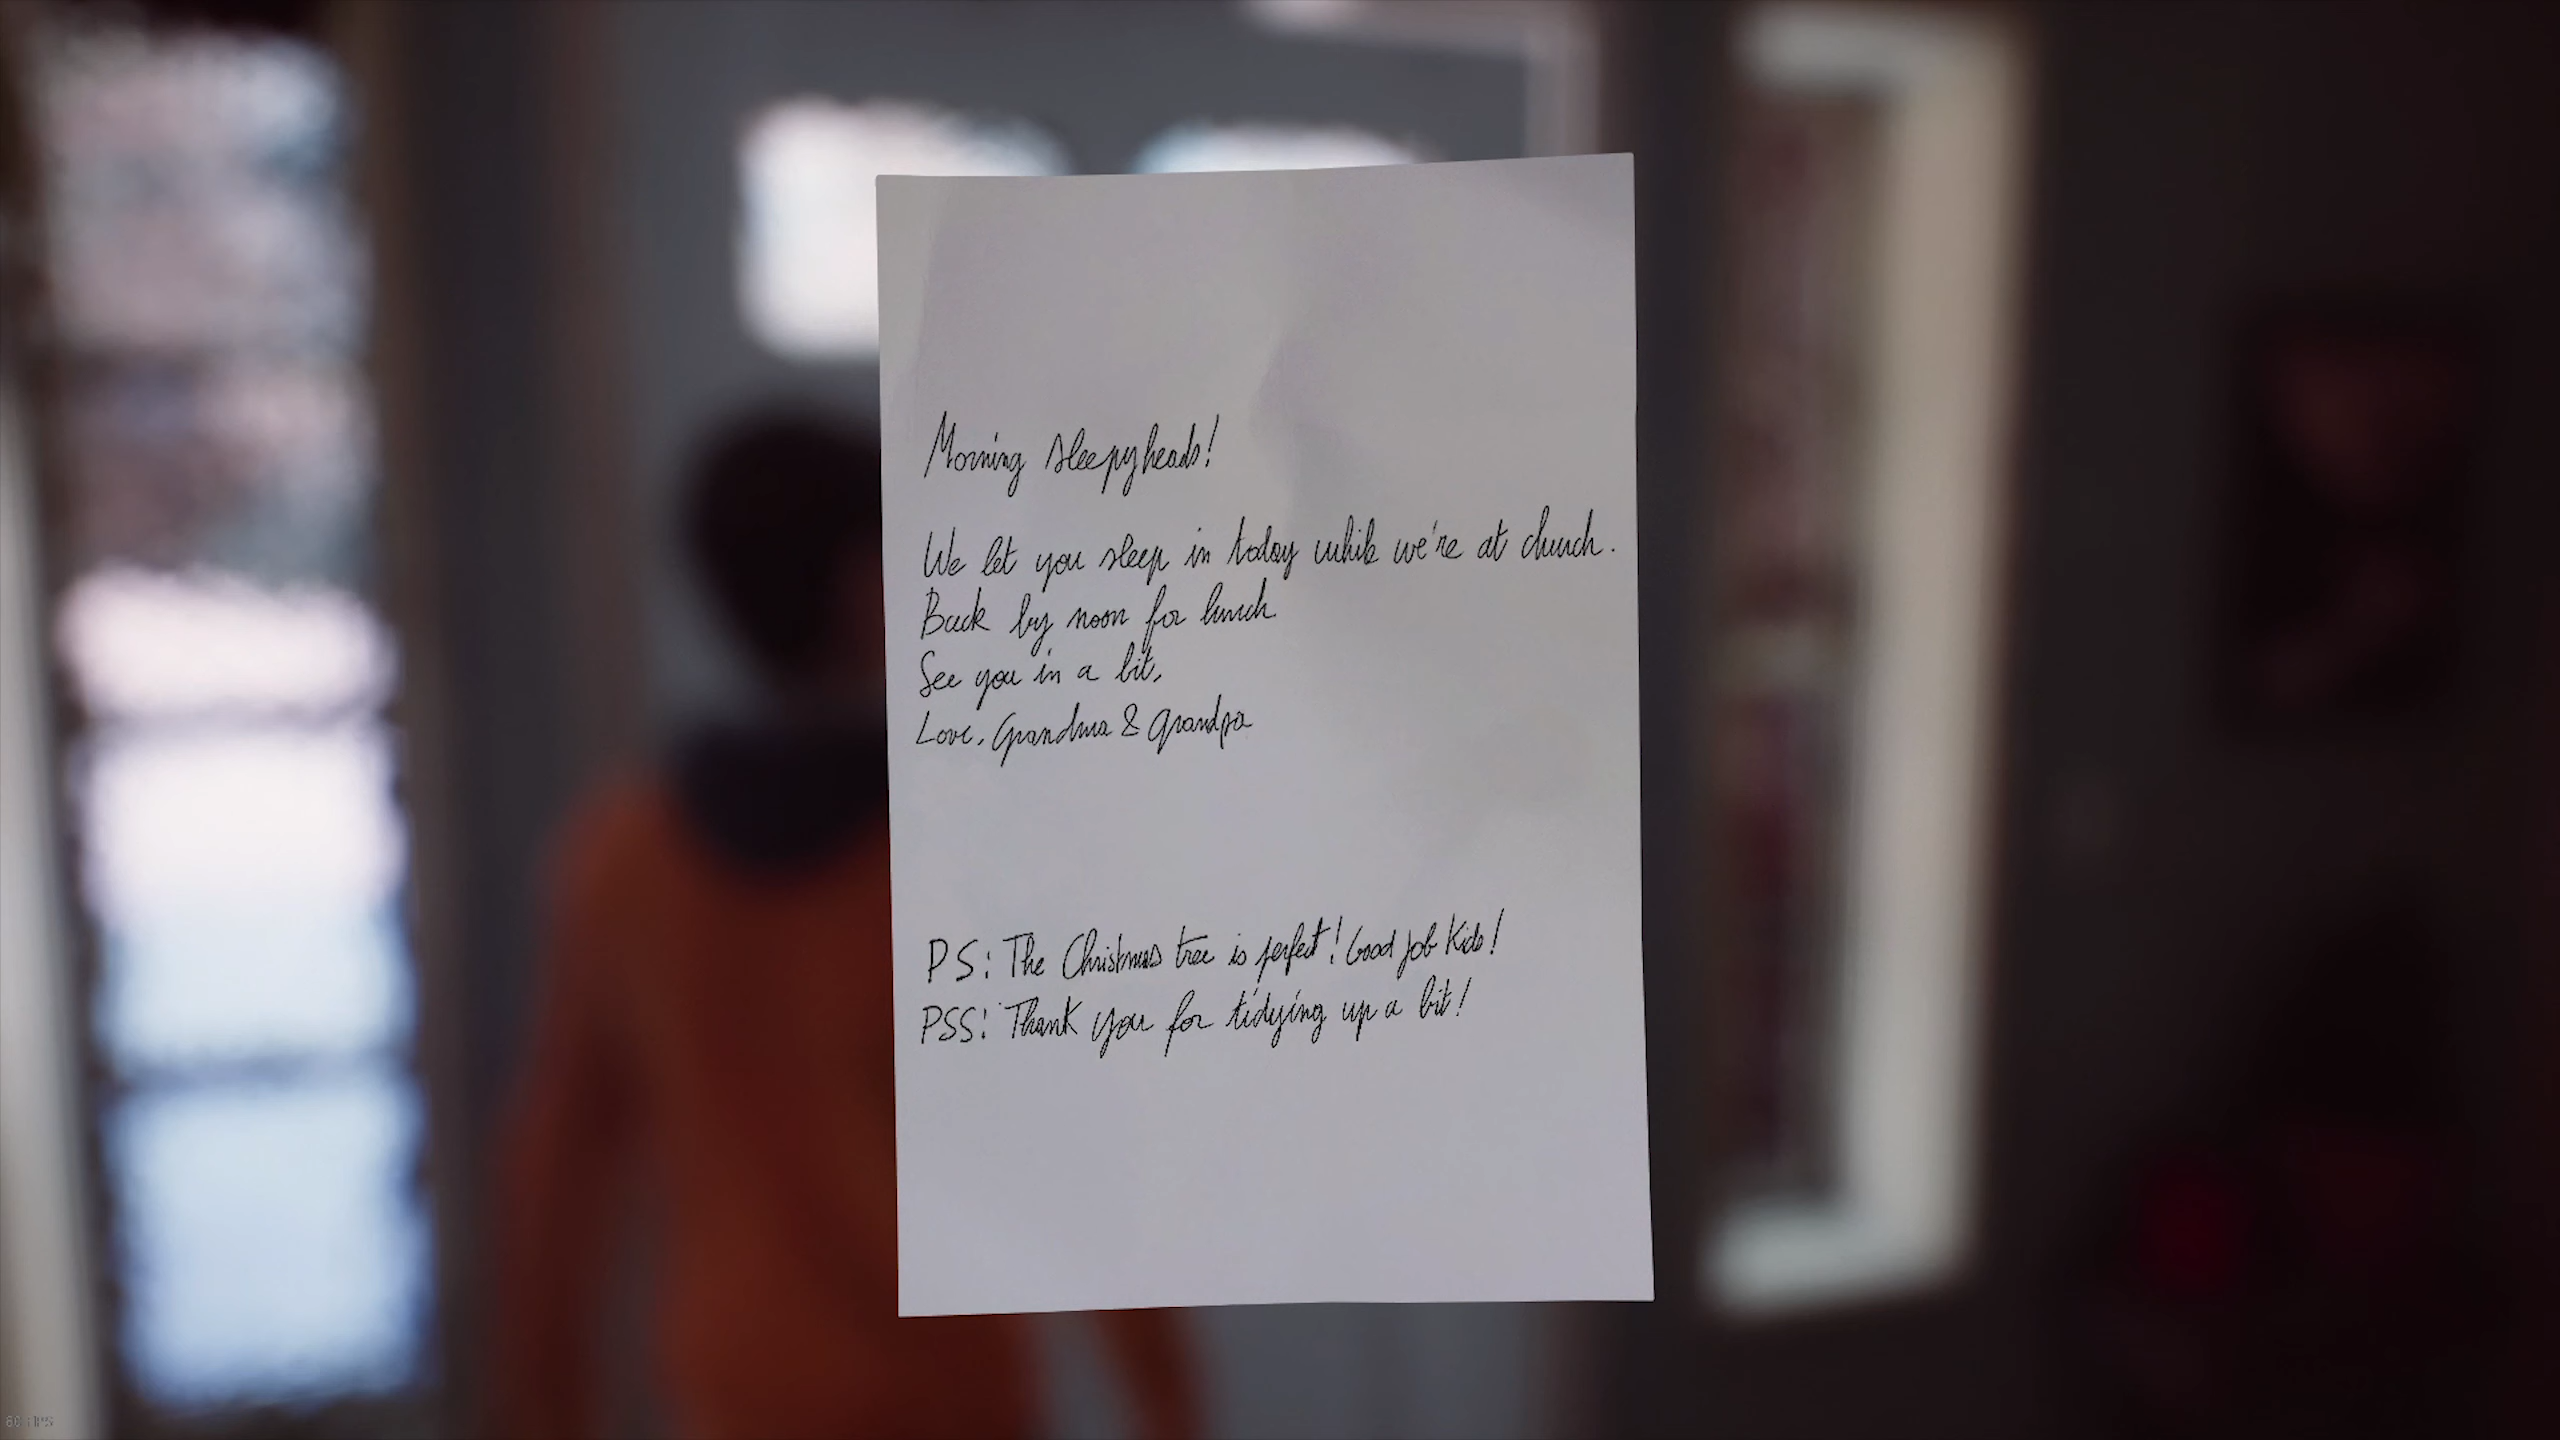 Morning sleepyheads!
We let you sleep in today while we're at church.
Back by noon for lunch
See you in a bit,
Love, Grandma & Grandpa
PS: The Christmas tree is perfect! Good job Kids!
PSS: Thank you for tidying up a bit!
60 FPS